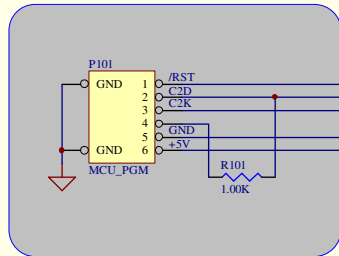 P101
/RST
GND 1
C2D
2
C2K
3
4
GND
5
+5V
GND 6
MCU_PGM
R101
1.00K